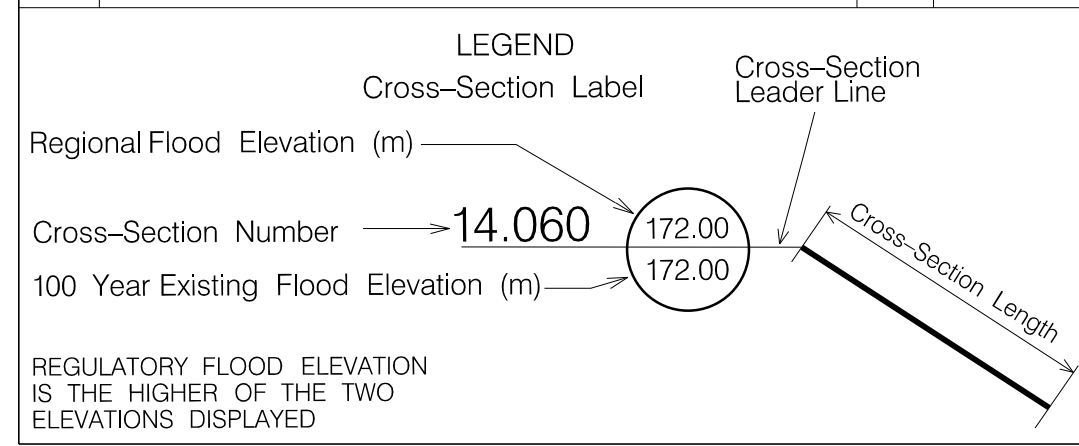 LEGEND
Cross–Section Label
Cross–Section
Leader Line
Regional Flood Elevation (m)
Cross–Section Number
14.060
172.00
172.00
100 Year Existing Flood Elevation (m)
Cross–Section Length
REGULATORY FLOOD ELEVATION
IS THE HIGHER OF THE TWO
ELEVATIONS DISPLAYED